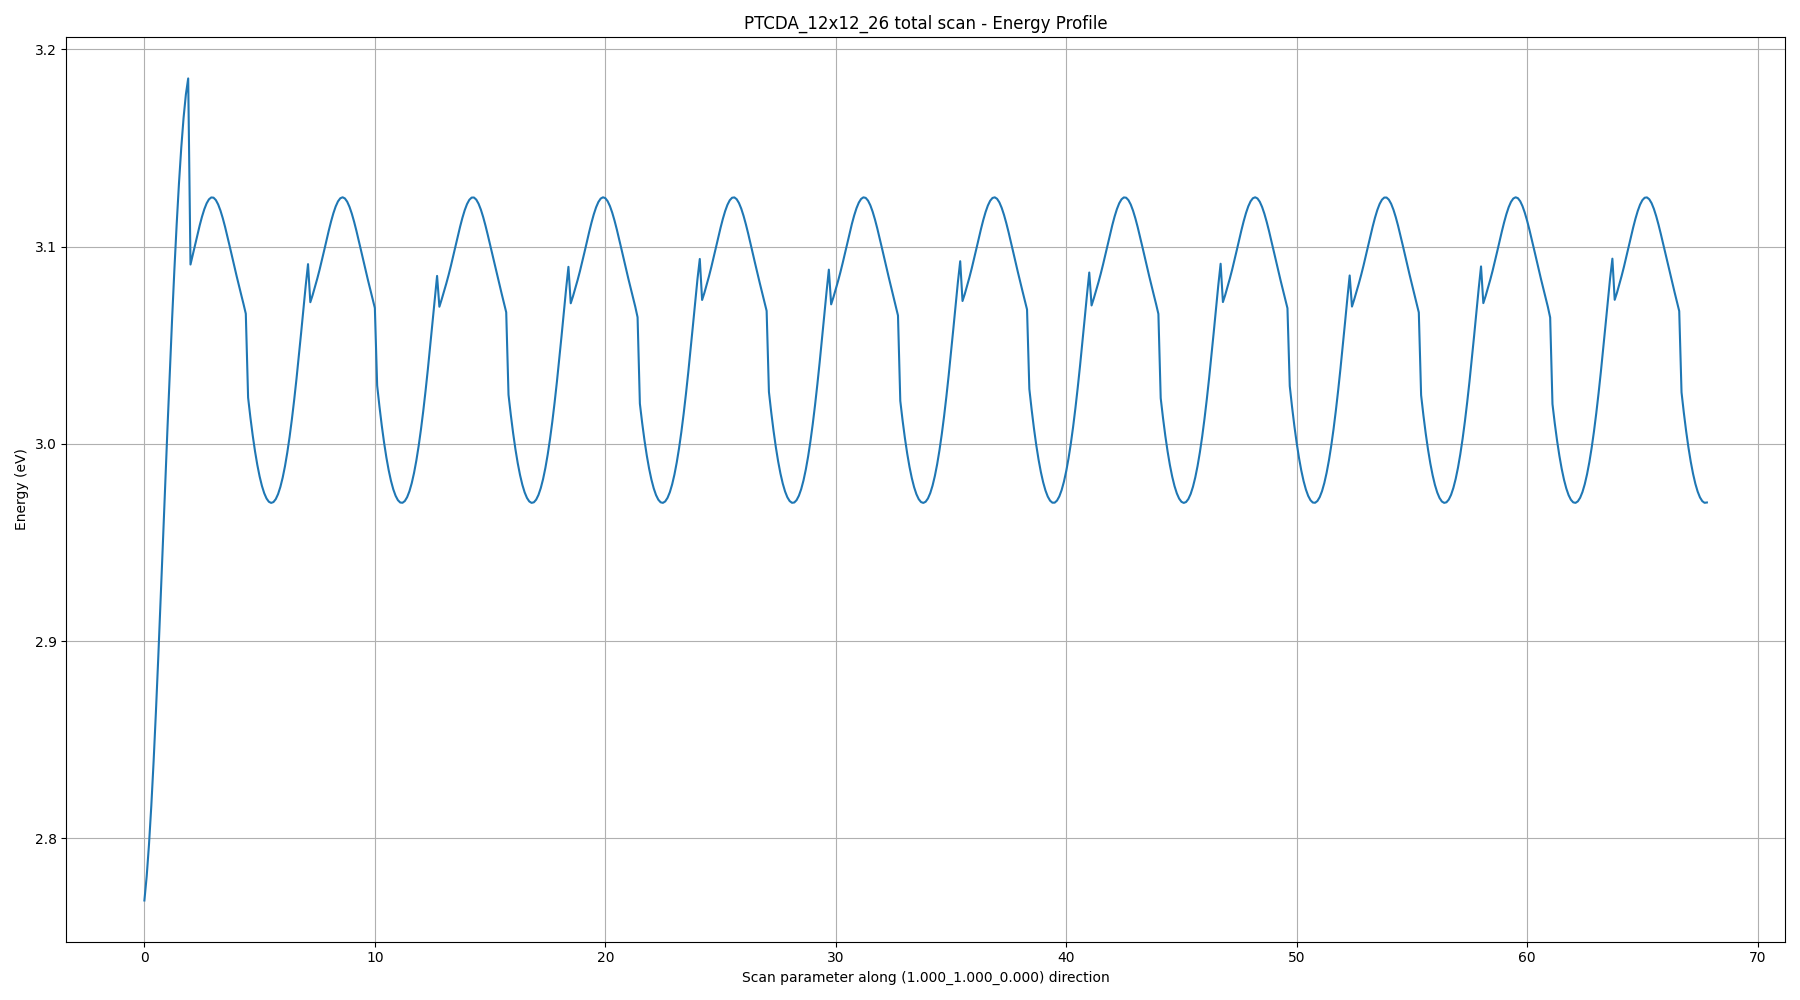 PTCDA_12x12_26 total scan - Energy Profile
3.2
3.1
3.0
2.9
2.8
Energy (eV)
0 10 20 30 40 50 60 70
Scan parameter along (1.000_1.000_0.000) direction